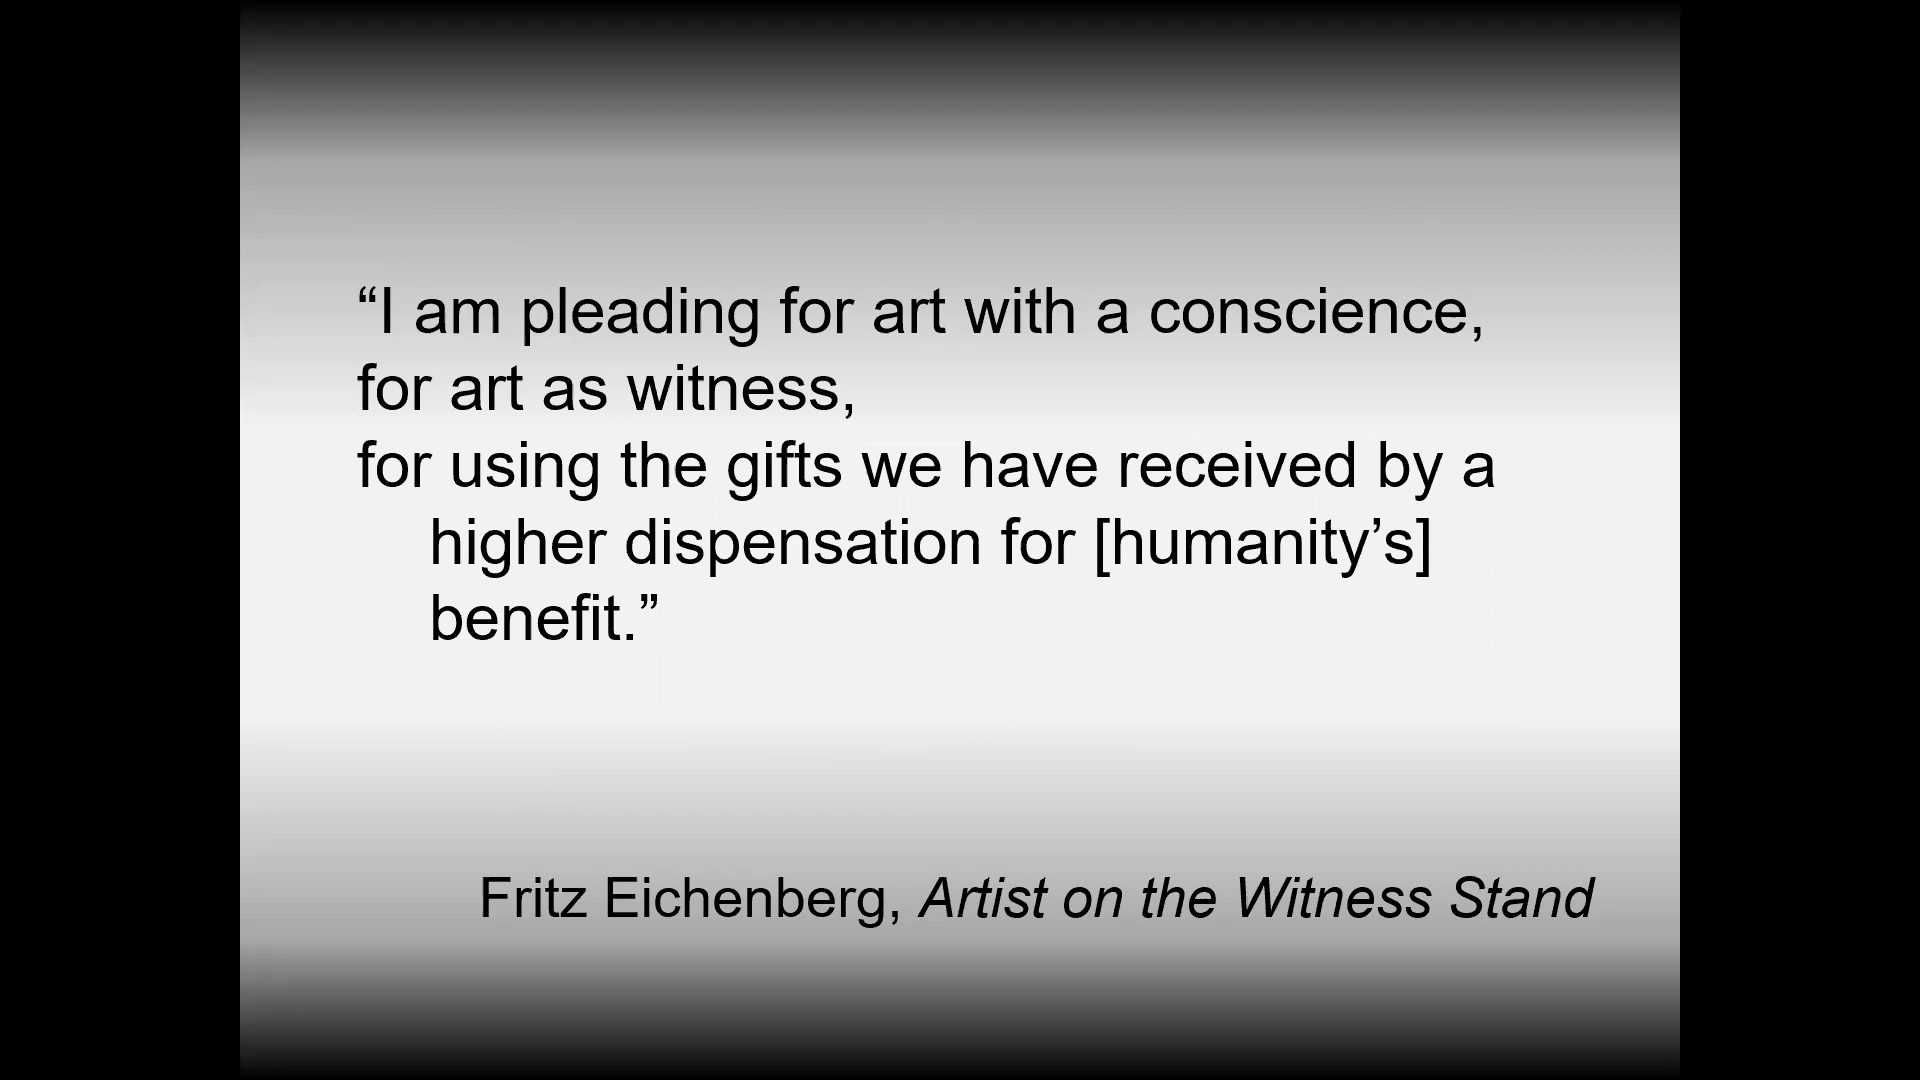 “I am pleading for art with a conscience,
for art as witness,
for using the gifts we have received by a
higher dispensation for [humanity’s]
benefit.”
Fritz Eichenberg, Artist on the Witness Stand